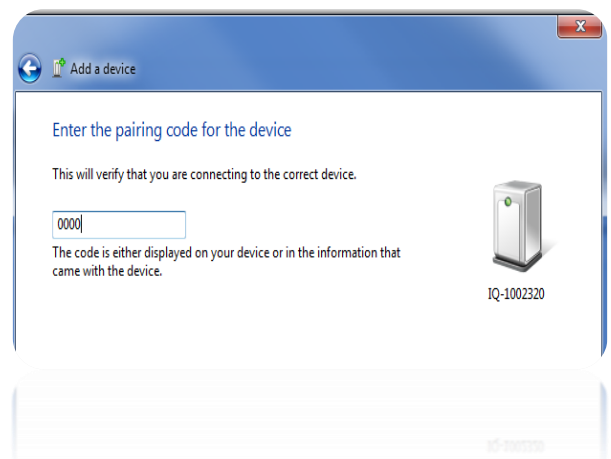 X
Add a device
Enter the pairing code for the device
This will verify that you are connecting to the correct device.
0000
The code is either displayed on your device or in the information that
came with the device.
IQ-1002320